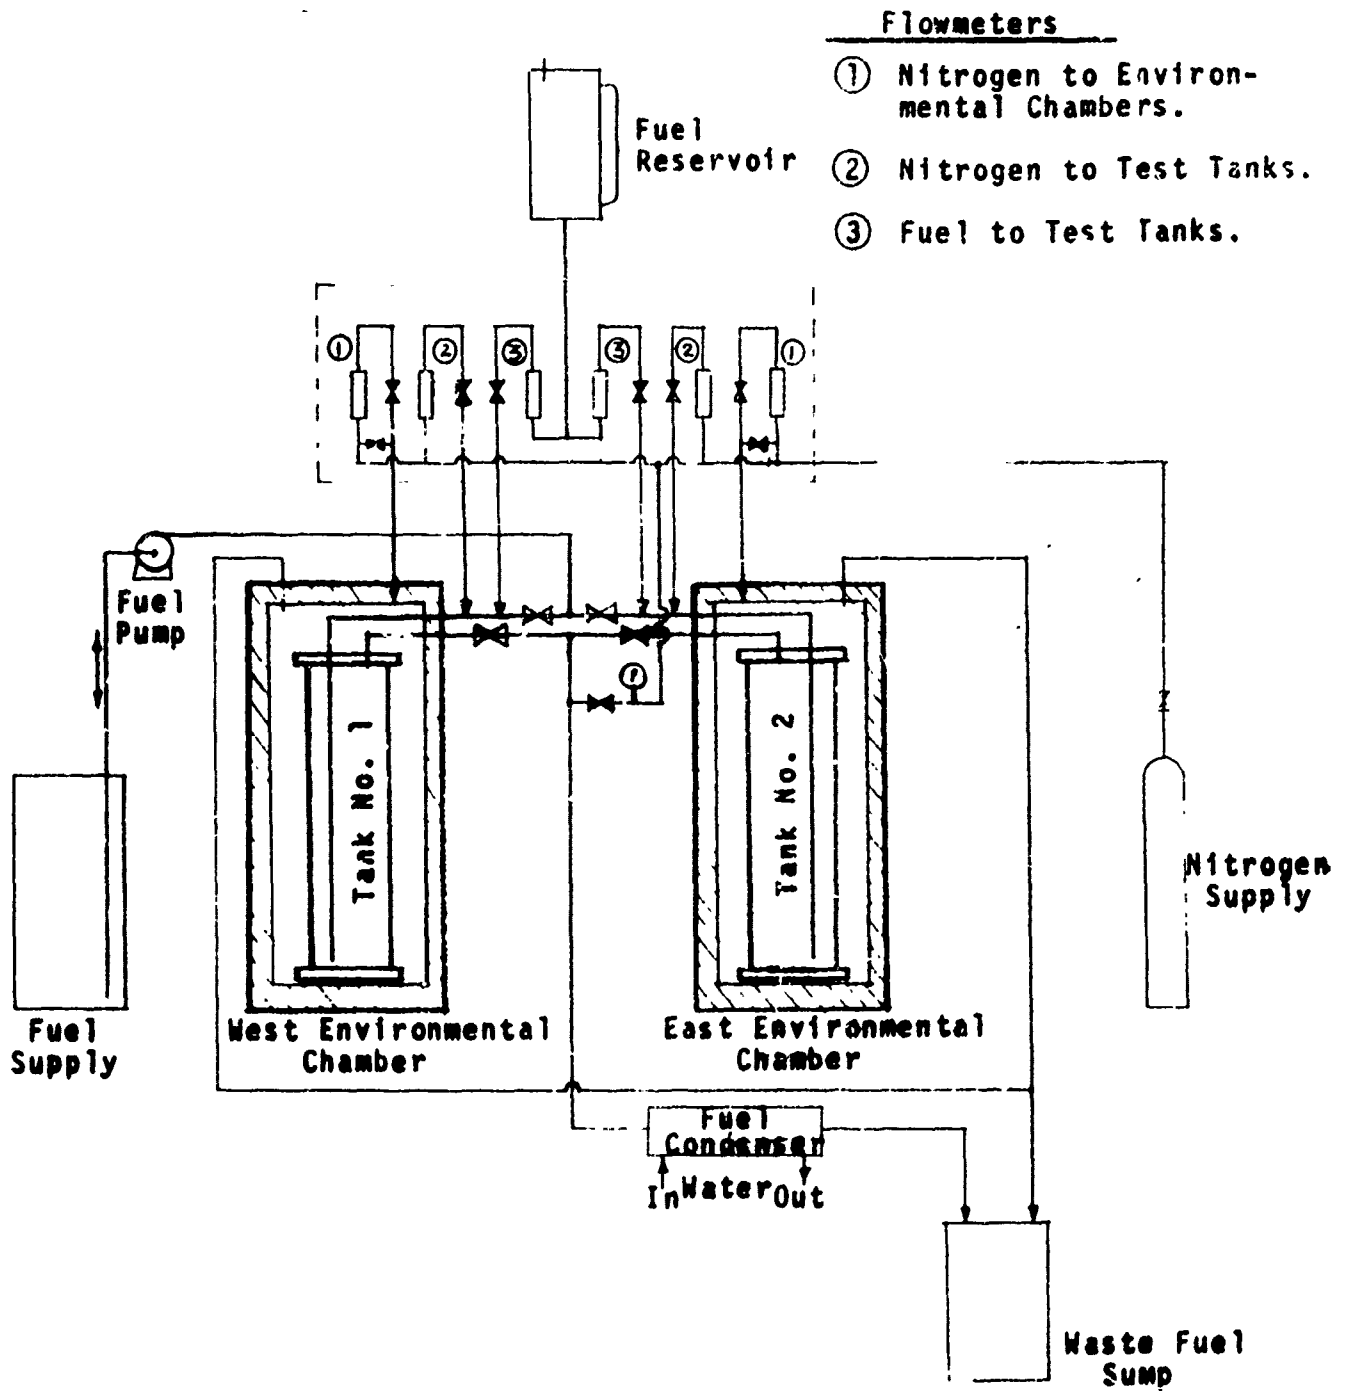 Flowmeters
① Nitrogen to Environ-
mental Chambers.
② Nitrogen to Test Tanks.
③ Fuel to Test Tanks.
Fuel
Reservoir
① ② ③ ③ ② ①
Fuel
Pump
P
Tank No. 1
Tank No. 2
Nitrogen
Supply
Fuel
Supply
West Environmental
Chamber
East Environmental
Chamber
Fuel
Condenser
In Water Out
Waste Fuel
Sump